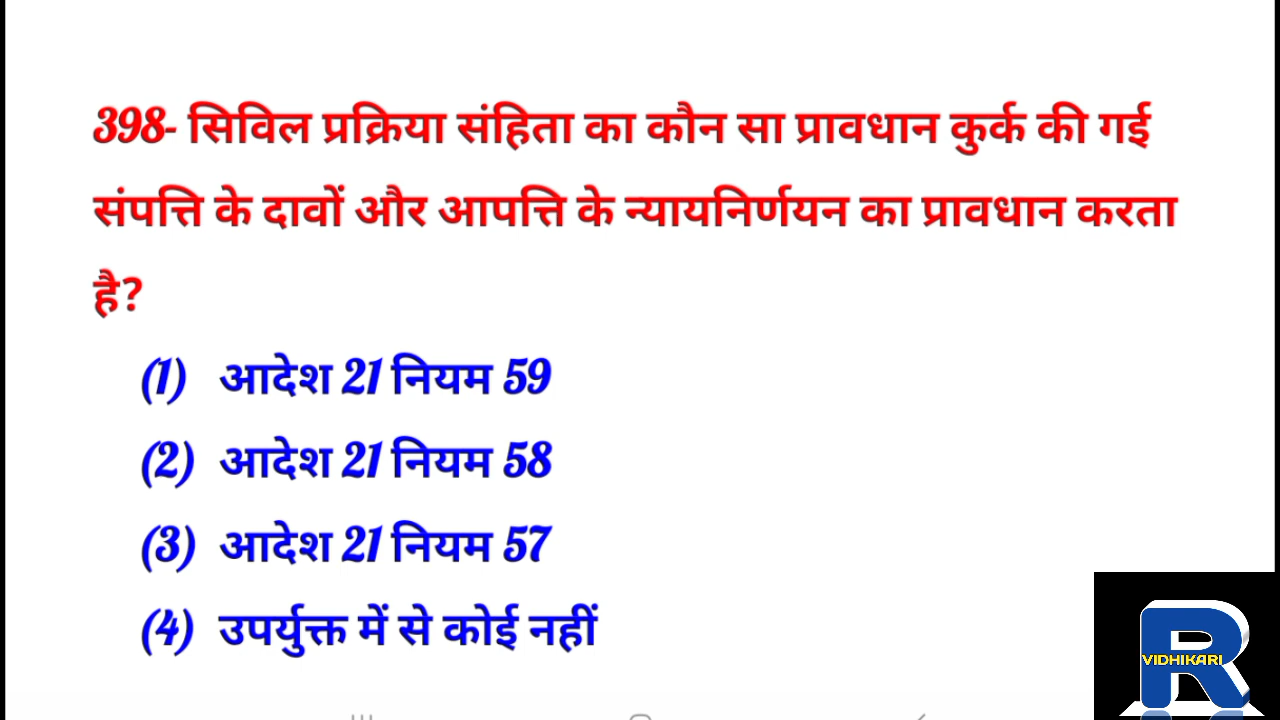 398- सिविल प्रक्रिया संहिता का कौन सा प्रावधान कुर्क की गई
संपत्ति के दावों और आपत्ति के न्यायनिर्णयन का प्रावधान करता
है?
(1) आदेश 21 नियम 59
(2) आदेश 21 नियम 58
(3) आदेश 21 नियम 57
(4) उपर्युक्त में से कोई नहीं
R
VIDHIKARI